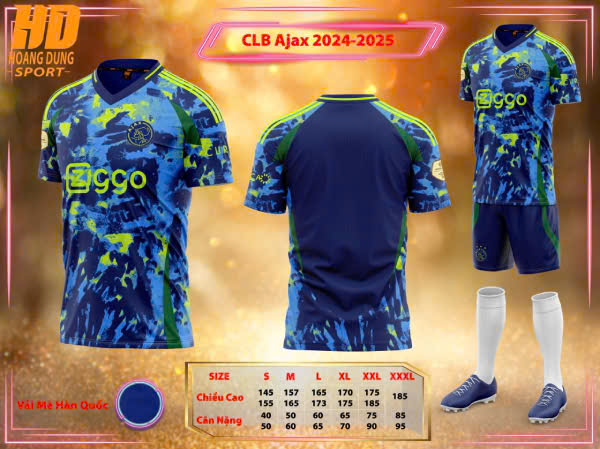 HD
HOANG DUNG
SPORT
CLB Ajax 2024-2025
Ziggo
Ziggo
SIZE S M L XL XXL XXXL
Chiều Cao 145 157 165 170 175 185
155 165 173 175 185
Cân Nặng 40 50 60 65 75 85
50 60 65 70 90 95
Vải Mè Hàn Quốc